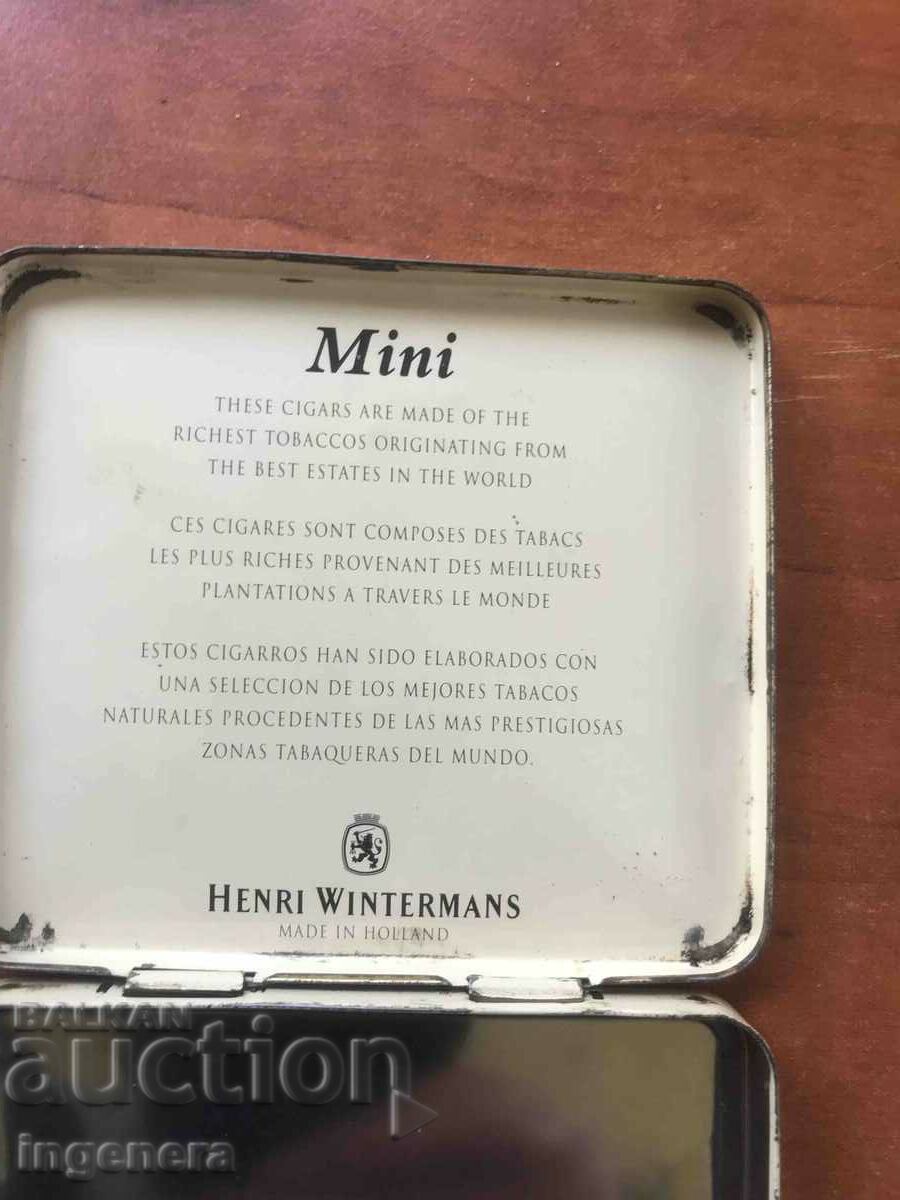 Mini
THESE CIGARS ARE MADE OF THE
RICHEST TOBACCOS ORIGINATING FROM
THE BEST ESTATES IN THE WORLD
CES CIGARES SONT COMPOSES DES TABACS
LES PLUS RICHES PROVENANT DES MEILLEURES
PLANTATIONS A TRAVERS LE MONDE
ESTOS CIGARROS HAN SIDO ELABORADOS CON
UNA SELECCION DE LOS MEJORES TABACOS
NATURALES PROCEDENTES DE LAS MAS PRESTIGIOSAS
ZONAS TABAQUERAS DEL MUNDO.
HENRI WINTERMANS
MADE IN HOLLAND
BALKAN
auction
ingenera